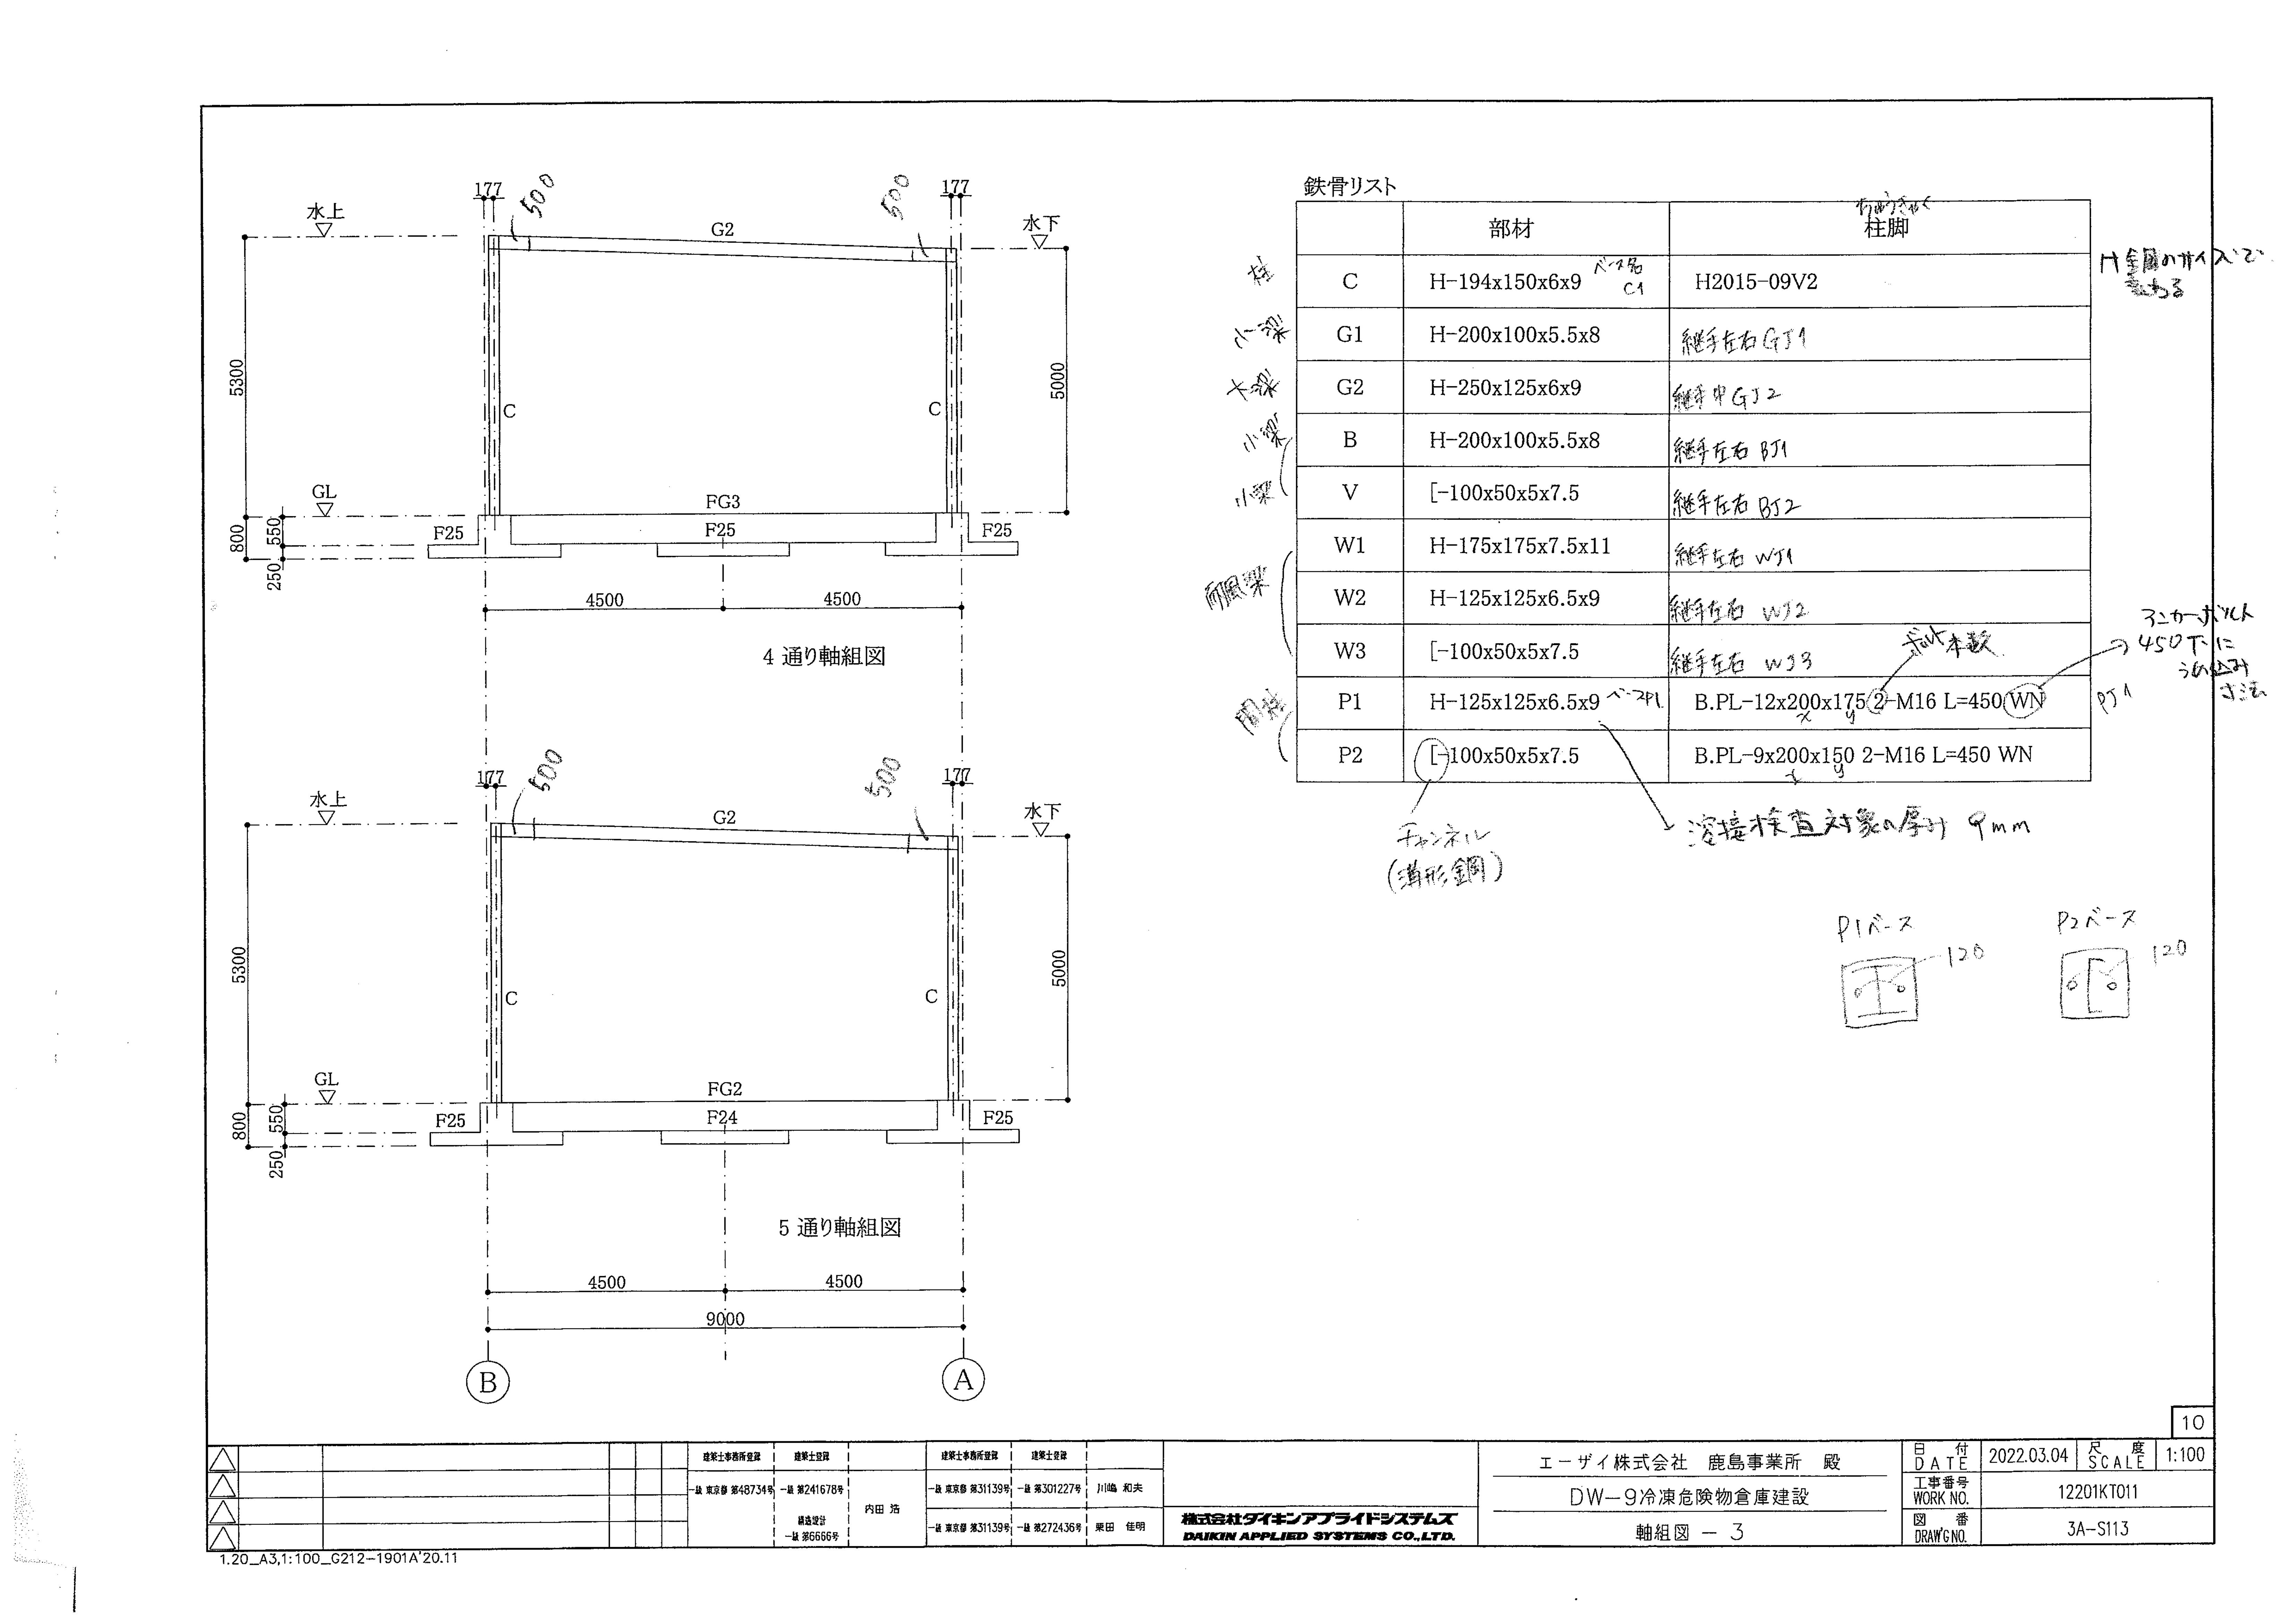 177
500
500
177
水上
G2
水下
5300
C
C
5000
GL
FG3
800
550
250
F25
F25
F25
4500
4500
4 通り軸組図
177
500
500
177
水上
G2
水下
5300
C
C
5000
GL
FG2
800
550
250
F25
F24
F25
5 通り軸組図
4500
4500
9000
B
A
鉄骨リスト
部材
ちゅうきゃく
柱脚
柱 C H-194x150x6x9 ベース名 C1 H2015-09V2
小梁 G1 H-200x100x5.5x8 継手左右GJ1
大梁 G2 H-250x125x6x9 継手中GJ2
小梁 B H-200x100x5.5x8 継手左右 BJ1
小梁 V [-100x50x5x7.5 継手左右 BJ2
W1 H-175x175x7.5x11 継手左右 WJ1
耐風梁 W2 H-125x125x6.5x9 継手左右 WJ2
W3 [-100x50x5x7.5 継手左右 WJ3
ボルト本数
間柱 P1 H-125x125x6.5x9 ベースPL B.PL-12x200x175 2-M16 L=450 WN PJ1
x y
P2 [-100x50x5x7.5 B.PL-9x200x150 2-M16 L=450 WN
x y
アンカーボルト
450下に
うめ込み
寸法
チャンネル
(溝形鋼)
溶接検査対象の厚み 9mm
P1ベース
120
P2ベース
120
10
建築士事務所登録 建築士登録
一級 東京都 第48734号 一級 第241678号
構造設計
一級 第6666号
内田 浩
建築士事務所登録 建築士登録
一級 東京都 第31139号 一級 第301227号 川嶋 和夫
一級 東京都 第31139号 一級 第272436号 栗田 佳明
株式会社ダイキンアプライドシステムズ
DAIKIN APPLIED SYSTEMS CO.,LTD.
エーザイ株式会社 鹿島事業所 殿
DW-9冷凍危険物倉庫建設
軸組図 - 3
日付 DATE 2022.03.04 尺度 SCALE 1:100
工事番号 WORK NO. 12201KT011
図番 DRAW'G NO. 3A-S113
1.20_A3,1:100_G212-1901A'20.11